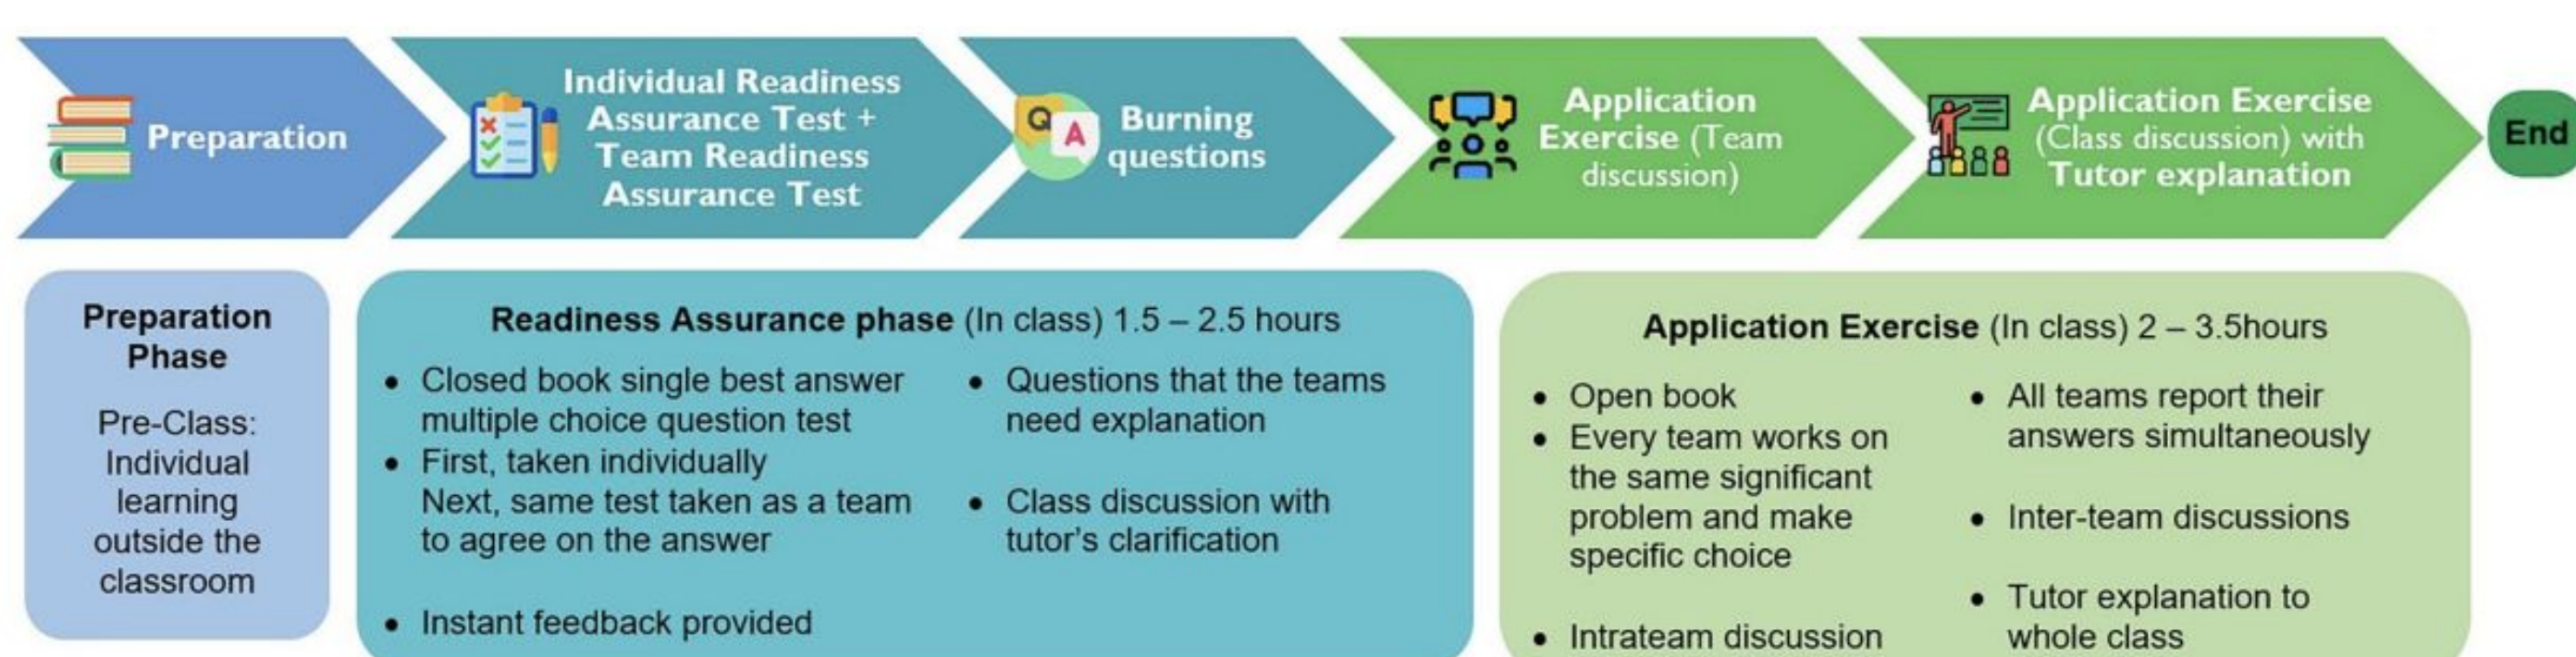 Preparation
Individual Readiness
Assurance Test +
Team Readiness
Assurance Test
Q
A
Burning
questions
Application
Exercise (Team
discussion)
Application Exercise
(Class discussion) with
Tutor explanation
End
Preparation
Phase
Pre-Class:
Individual
learning
outside the
classroom
Readiness Assurance phase (In class) 1.5 – 2.5 hours
• Closed book single best answer
multiple choice question test
• First, taken individually
Next, same test taken as a team
to agree on the answer
• Instant feedback provided
• Questions that the teams
need explanation
• Class discussion with
tutor's clarification
Application Exercise (In class) 2 – 3.5hours
• Open book
• Every team works on
the same significant
problem and make
specific choice
• Intrateam discussion
• All teams report their
answers simultaneously
• Inter-team discussions
• Tutor explanation to
whole class